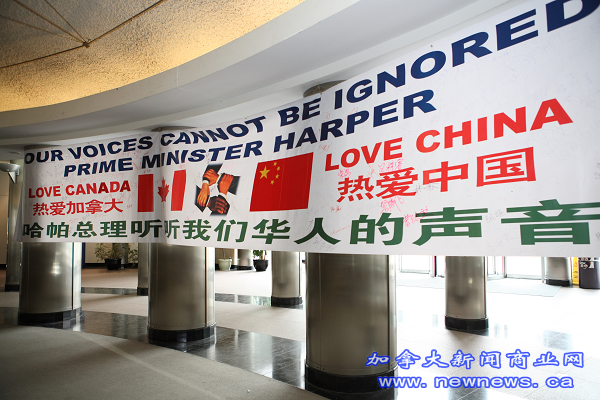 OUR VOICES CANNOT BE IGNORED
PRIME MINISTER HARPER
LOVE CANADA
热爱加拿大
LOVE CHINA
热爱中国
哈帕总理听听我们华人的声音
加拿大新闻商业网
www.newnews.ca